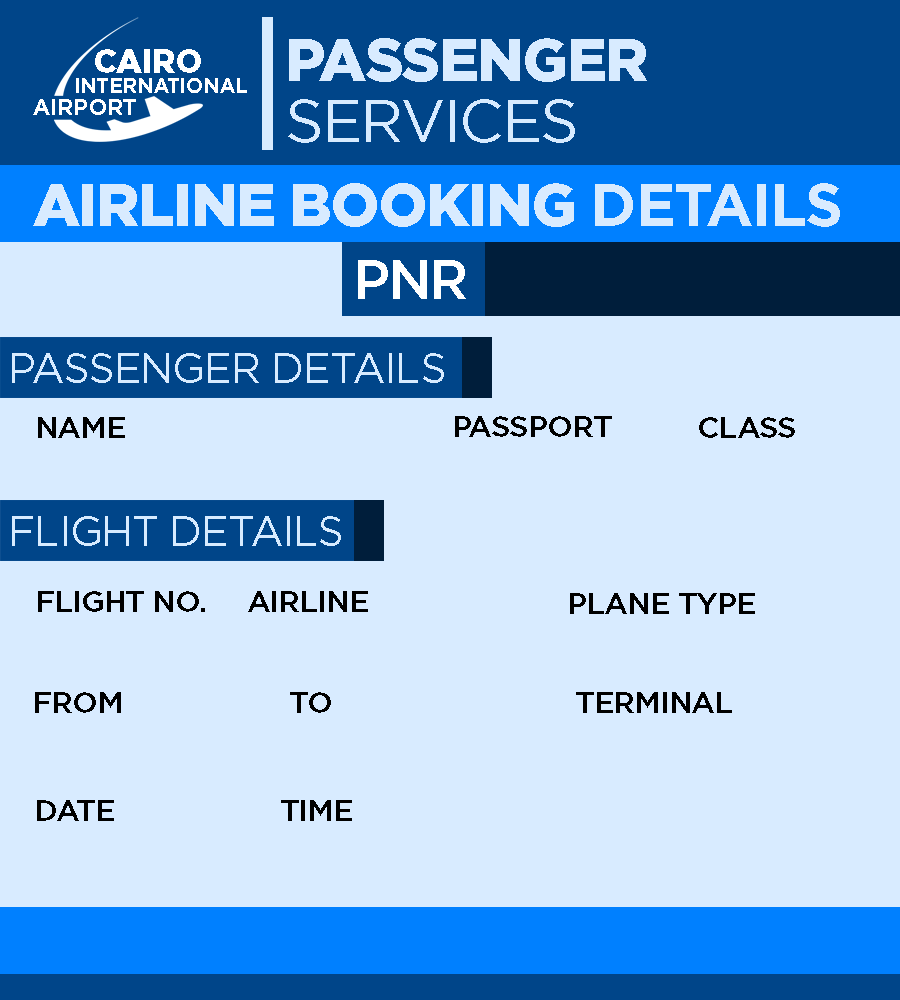 CAIRO
INTERNATIONAL
AIRPORT
PASSENGER
SERVICES
AIRLINE BOOKING DETAILS
PNR
PASSENGER DETAILS
NAME PASSPORT CLASS
FLIGHT DETAILS
FLIGHT NO. AIRLINE PLANE TYPE
FROM TO TERMINAL
DATE TIME